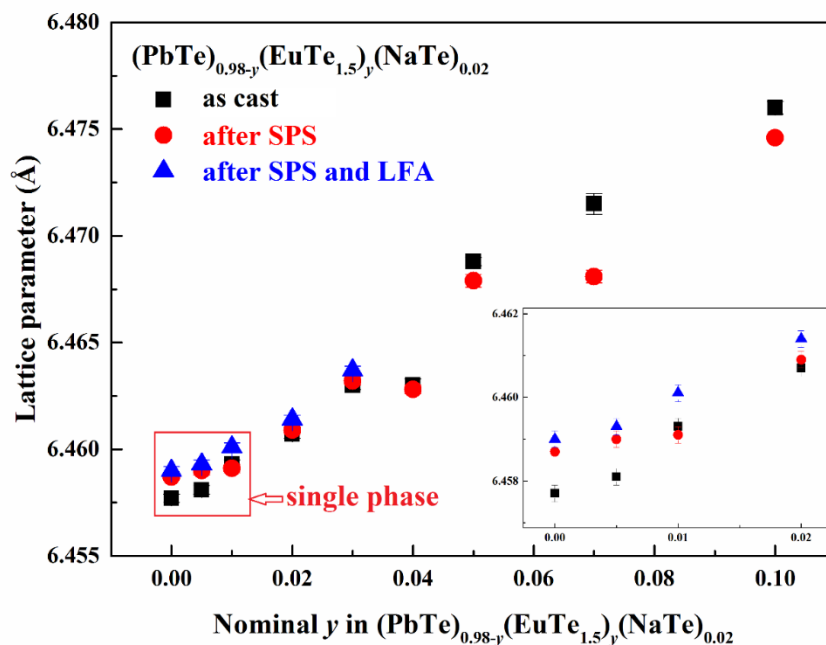 6.480
6.475
6.470
6.465
6.460
6.455
Lattice parameter (Å)
(PbTe)0.98-y(EuTe1.5)y(NaTe)0.02
as cast
after SPS
after SPS and LFA
single phase
6.462
6.460
6.458
0.00
0.01
0.02
0.00
0.02
0.04
0.06
0.08
0.10
Nominal y in (PbTe)0.98-y(EuTe1.5)y(NaTe)0.02